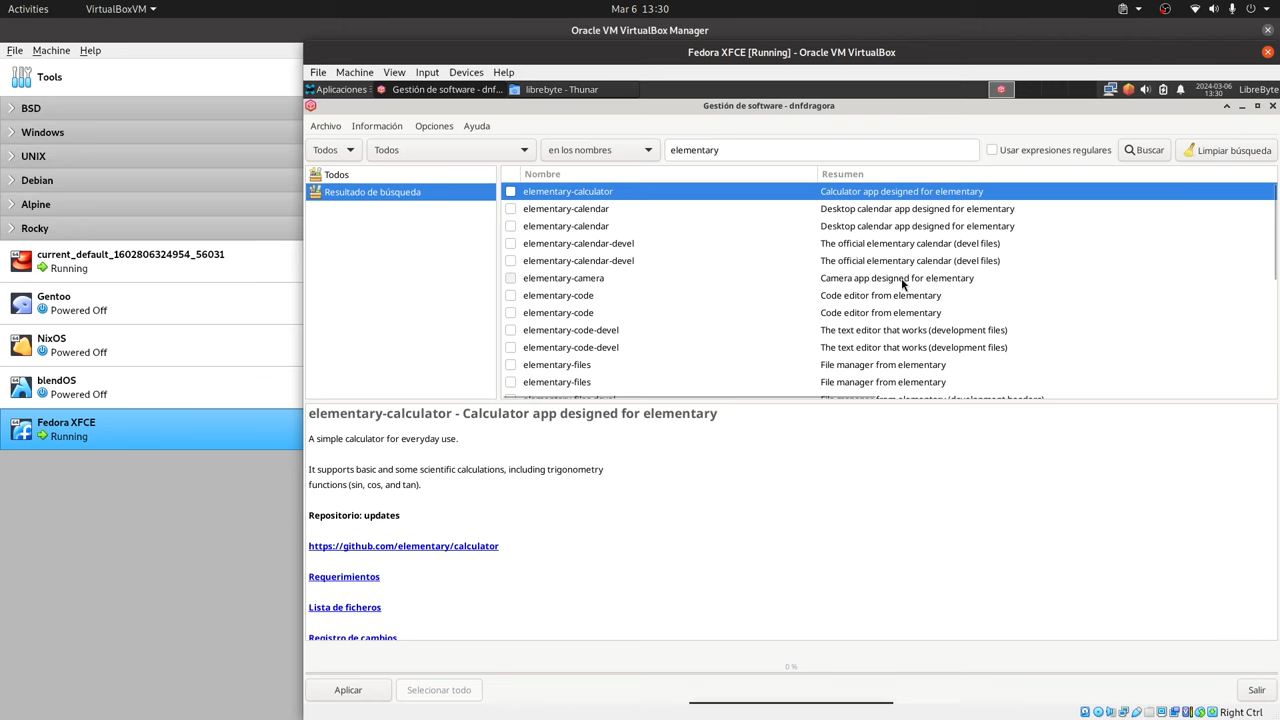 Activities VirtualBoxVM Mar 6 13:30
Oracle VM VirtualBox Manager
File Machine Help
Tools
BSD
Windows
UNIX
Debian
Alpine
Rocky
current_default_1602806324954_56031
Running
Gentoo
Powered Off
NixOS
Powered Off
blendOS
Powered Off
Fedora XFCE
Running
Fedora XFCE [Running] - Oracle VM VirtualBox
File Machine View Input Devices Help
Aplicaciones Gestión de software - dnf... librebyte - Thunar 2024-03-06 13:30 LibreByte
Gestión de software - dnfdragora
Archivo Información Opciones Ayuda
Todos Todos en los nombres elementary Usar expresiones regulares Buscar Limpiar búsqueda
Todos
Resultado de búsqueda
Nombre Resumen
elementary-calculator Calculator app designed for elementary
elementary-calendar Desktop calendar app designed for elementary
elementary-calendar Desktop calendar app designed for elementary
elementary-calendar-devel The official elementary calendar (devel files)
elementary-calendar-devel The official elementary calendar (devel files)
elementary-camera Camera app designed for elementary
elementary-code Code editor from elementary
elementary-code Code editor from elementary
elementary-code-devel The text editor that works (development files)
elementary-code-devel The text editor that works (development files)
elementary-files File manager from elementary
elementary-files File manager from elementary
elementary-files-devel File manager from elementary (development headers)
elementary-calculator - Calculator app designed for elementary
A simple calculator for everyday use.
It supports basic and some scientific calculations, including trigonometry
functions (sin, cos, and tan).
Repositorio: updates
https://github.com/elementary/calculator
Requerimientos
Lista de ficheros
Registro de cambios
0 %
Aplicar Selecionar todo Salir
Right Ctrl